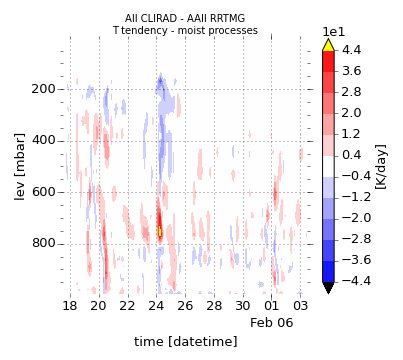 All CLIRAD - AAll RRTMG
T tendency - moist processes
1e1
4.4
3.6
2.8
2.0
1.2
0.4
−0.4
−1.2
−2.0
−2.8
−3.6
−4.4
[K/day]
lev [mbar]
200
400
600
800
18 20 22 24 26 28 30 01 03
Feb 06
time [datetime]